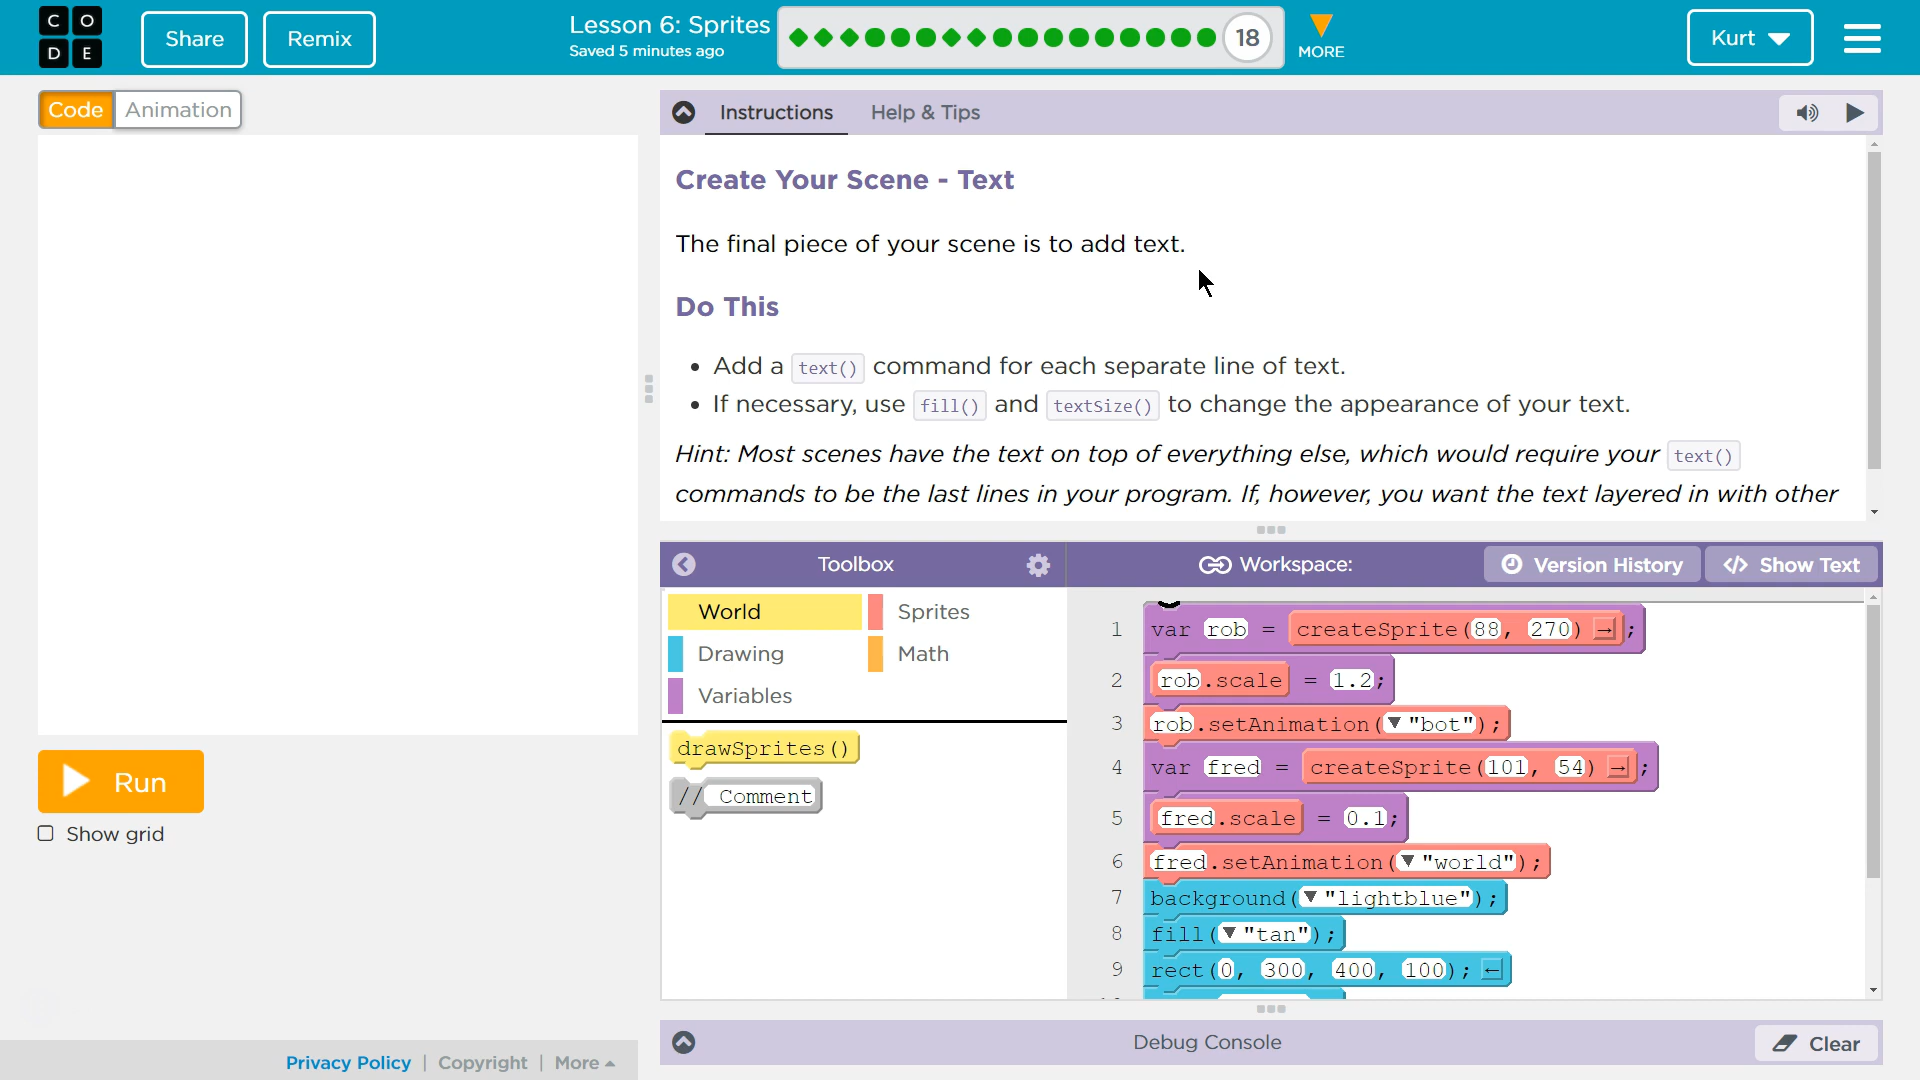 CODE
Share
Remix
Lesson 6: Sprites
Saved 5 minutes ago
18
MORE
Kurt
Code
Animation
Instructions
Help & Tips
Create Your Scene - Text
The final piece of your scene is to add text.
Do This
• Add a text() command for each separate line of text.
• If necessary, use fill() and textSize() to change the appearance of your text.
Hint: Most scenes have the text on top of everything else, which would require your text()
commands to be the last lines in your program. If, however, you want the text layered in with other
Toolbox
Workspace:
Version History
</> Show Text
World
Sprites
Drawing
Math
Variables
drawSprites()
// Comment
1 var rob = createSprite(88, 270) → ;
2 rob.scale = 1.2;
3 rob.setAnimation(▼ "bot");
4 var fred = createSprite(101, 54) → ;
5 fred.scale = 0.1;
6 fred.setAnimation(▼ "world");
7 background(▼ "lightblue");
8 fill(▼ "tan");
9 rect(0, 300, 400, 100); ←
Run
Show grid
Debug Console
Clear
Privacy Policy | Copyright | More